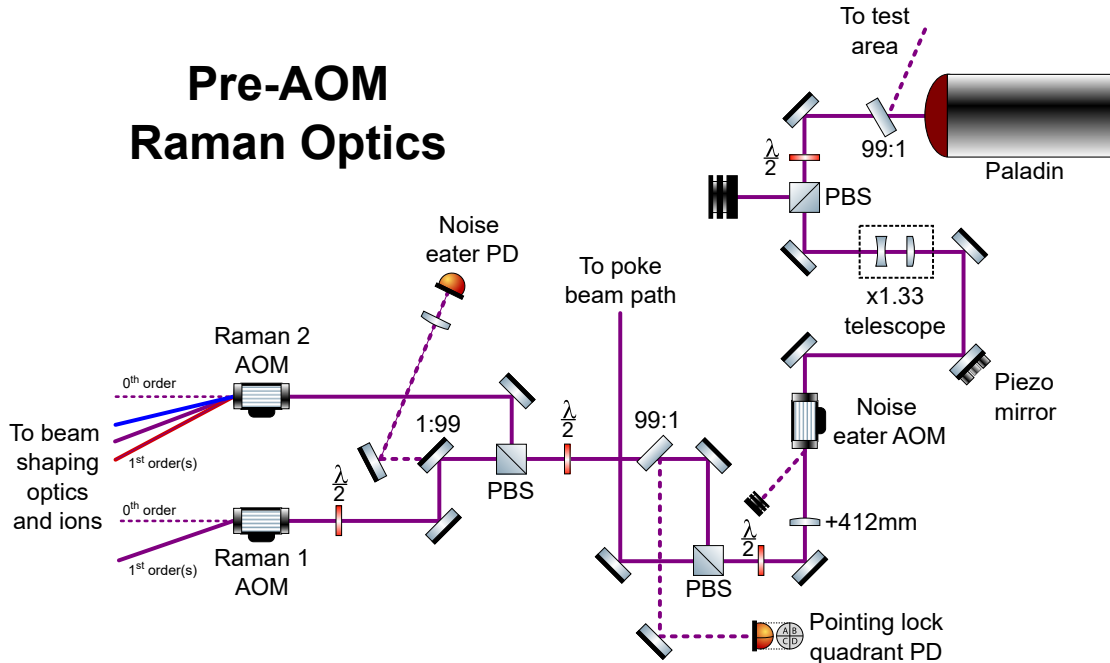 Pre-AOM
Raman Optics
To test
area
99:1
Paladin
λ
2
PBS
x1.33
telescope
Piezo
mirror
Noise
eater PD
To poke
beam path
Raman 2
AOM
0th order
1st order(s)
To beam
shaping
optics
and ions
0th order
1st order(s)
Raman 1
AOM
λ
2
1:99
PBS
λ
2
99:1
Noise
eater AOM
+412mm
λ
2
PBS
A B
C D
Pointing lock
quadrant PD